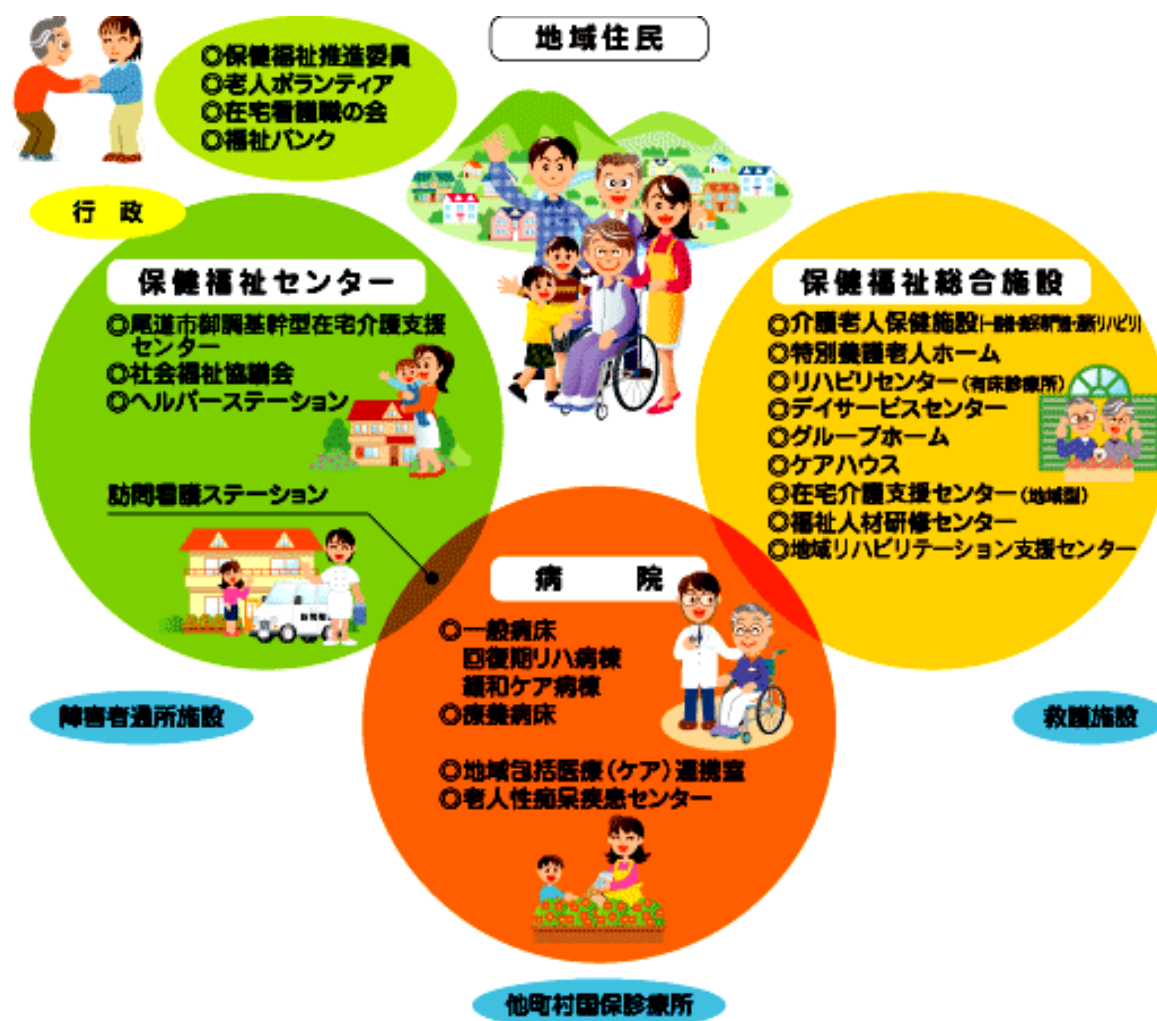 地域住民
◎保健福祉推進委員
◎老人ボランティア
◎在宅看護職の会
◎福祉バンク
行政
保健福祉センター
◎尾道市御調基幹型在宅介護支援
センター
◎社会福祉協議会
◎ヘルパーステーション
訪問看護ステーション
保健福祉総合施設
◎介護老人保健施設
◎特別養護老人ホーム
◎リハビリセンター(有床診療所)
◎デイサービスセンター
◎グループホーム
◎ケアハウス
◎在宅介護支援センター(地域型)
◎福祉人材研修センター
◎地域リハビリテーション支援センター
病院
◎一般病床
回復期リハ病棟
緩和ケア病棟
◎療養病床
◎地域包括医療(ケア)連携室
◎老人性痴呆疾患センター
障害者通所施設
救護施設
他町村国保診療所